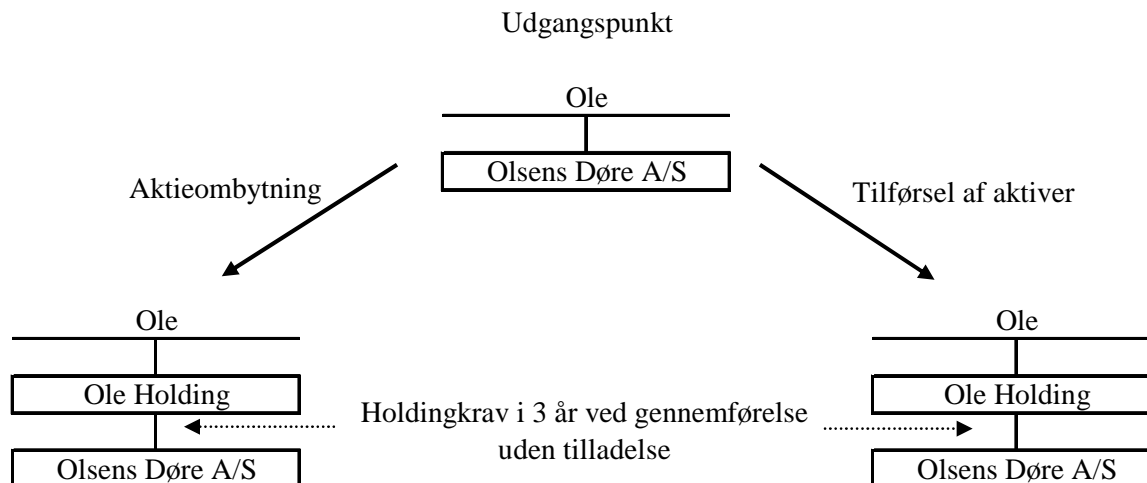 Udgangspunkt
Ole
Olsens Døre A/S
Aktieombytning
Tilførsel af aktiver
Ole
Ole Holding
Olsens Døre A/S
Holdingkrav i 3 år ved gennemførelse
uden tilladelse
Ole
Ole Holding
Olsens Døre A/S